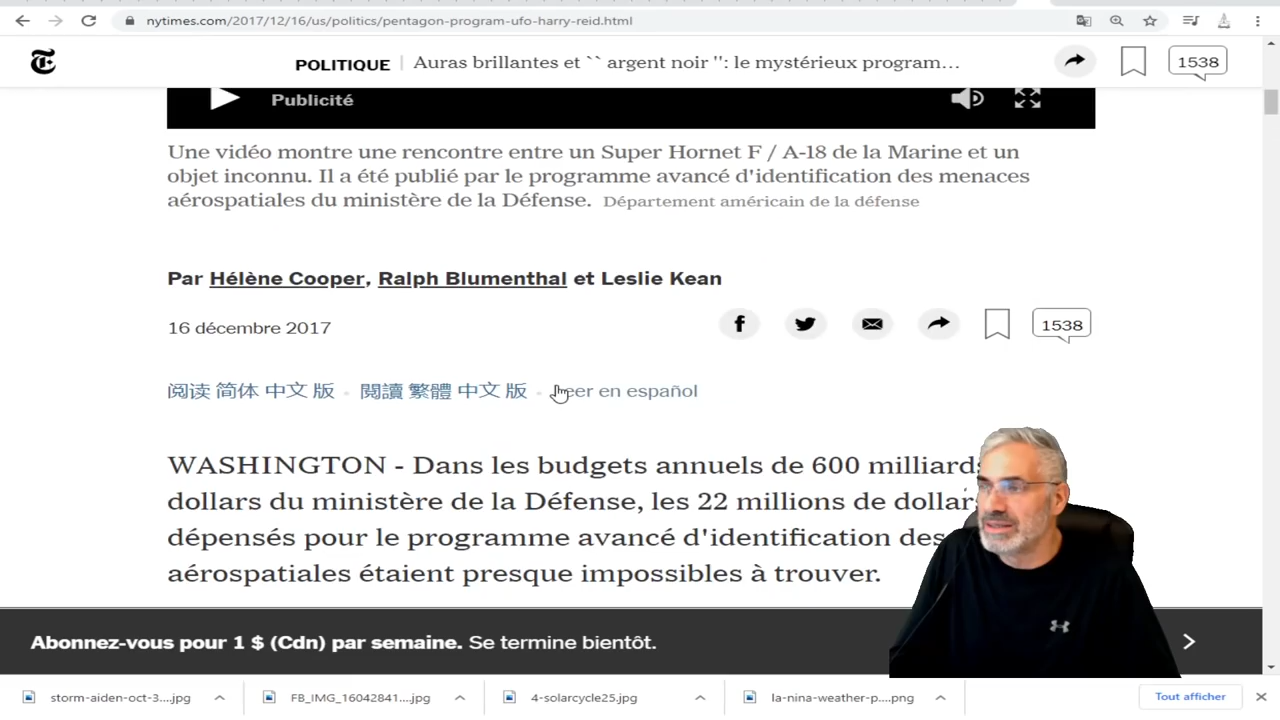 nytimes.com/2017/12/16/us/politics/pentagon-program-ufo-harry-reid.html
POLITIQUE | Auras brillantes et `` argent noir '': le mystérieux program… 1538
Publicité
Une vidéo montre une rencontre entre un Super Hornet F / A-18 de la Marine et un
objet inconnu. Il a été publié par le programme avancé d'identification des menaces
aérospatiales du ministère de la Défense. Département américain de la défense
Par Hélène Cooper, Ralph Blumenthal et Leslie Kean
16 décembre 2017 1538
阅读 简体 中文 版 · 閱讀 繁體 中文 版 · en español
WASHINGTON - Dans les budgets annuels de 600
dollars du ministère de la Défense, les 22 millions de
dépensés pour le programme avancé d'identification des
aérospatiales étaient presque impossibles à trouver.
Abonnez-vous pour 1 $ (Cdn) par semaine. Se termine bientôt.
storm-aiden-oct-3....jpg FB_IMG_16042841....jpg 4-solarcycle25.jpg la-nina-weather-p....png Tout afficher